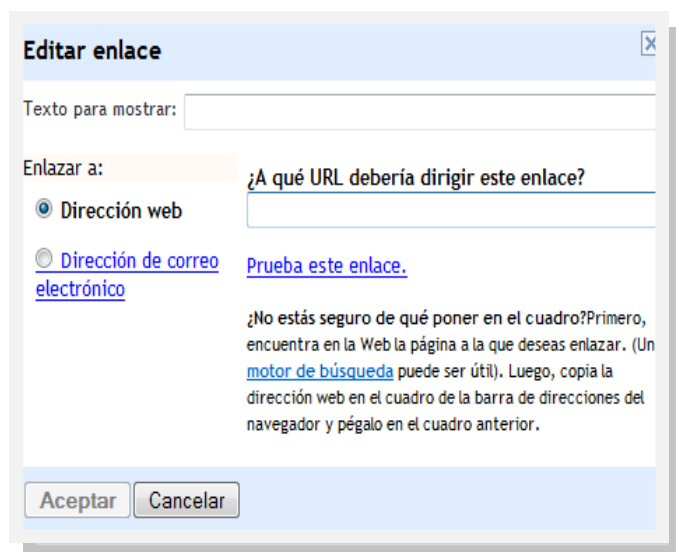 Editar enlace
Texto para mostrar:
Enlazar a:
¿A qué URL debería dirigir este enlace?
Dirección web
Dirección de correo
electrónico
Prueba este enlace.
¿No estás seguro de qué poner en el cuadro?Primero,
encuentra en la Web la página a la que deseas enlazar. (Un
motor de búsqueda puede ser útil). Luego, copia la
dirección web en el cuadro de la barra de direcciones del
navegador y pégalo en el cuadro anterior.
Aceptar Cancelar